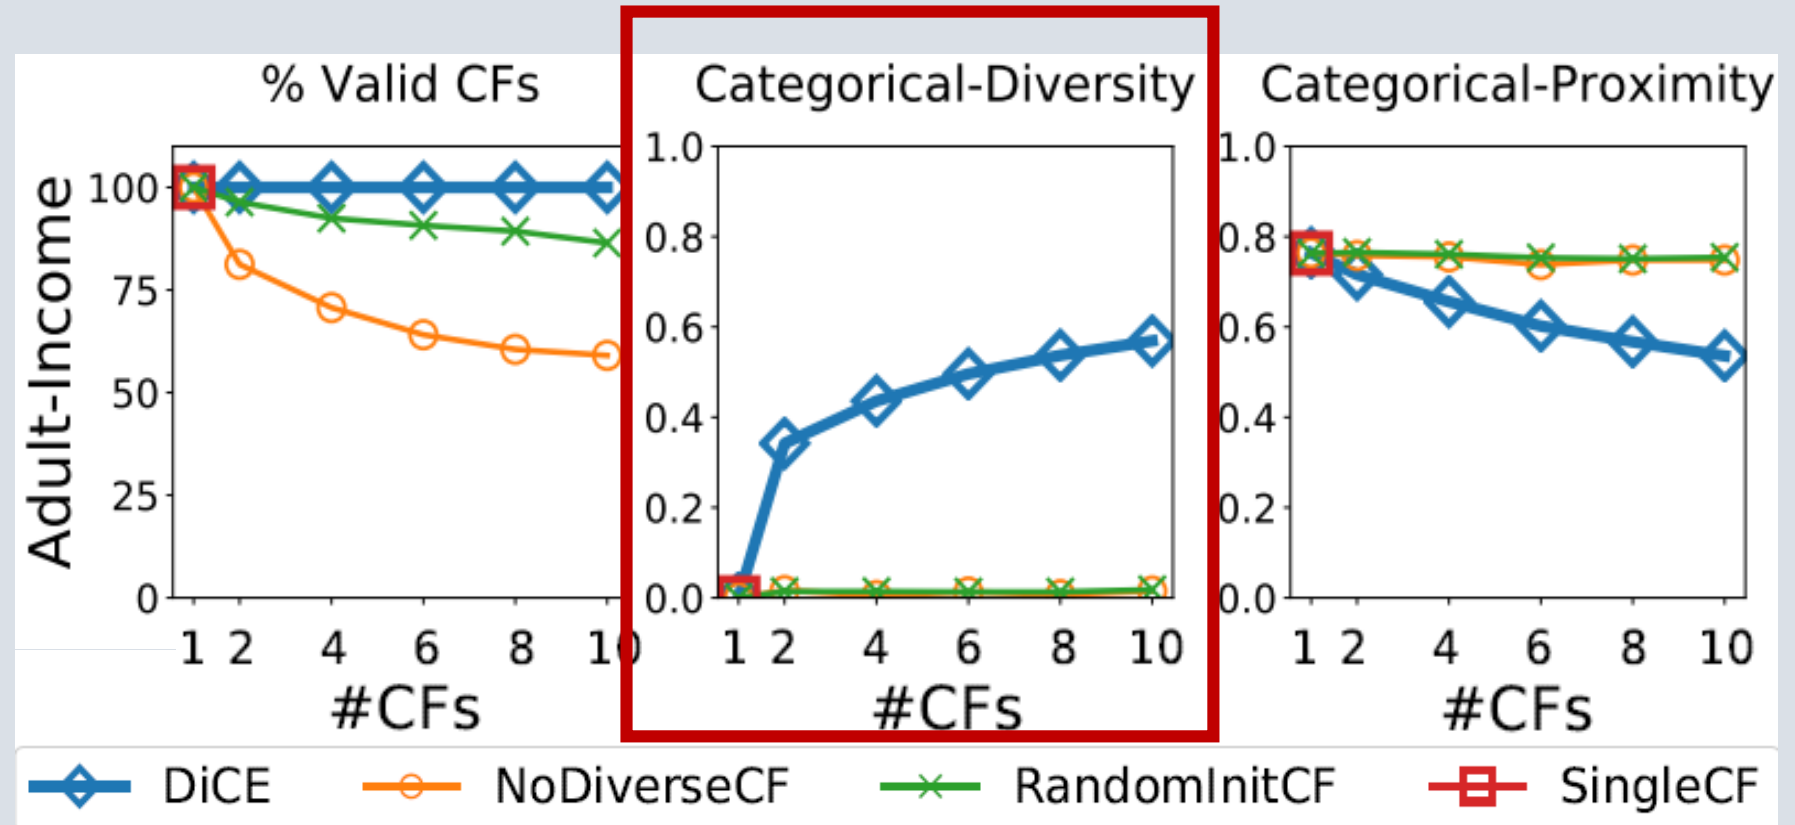 % Valid CFs
Categorical-Diversity
Categorical-Proximity
Adult-Income
100
75
50
25
0
1 2 4 6 8 10
#CFs
1.0
0.8
0.6
0.4
0.2
0.0
1 2 4 6 8 10
#CFs
1.0
0.8
0.6
0.4
0.2
0.0
1 2 4 6 8 10
#CFs
DiCE NoDiverseCF RandomInitCF SingleCF